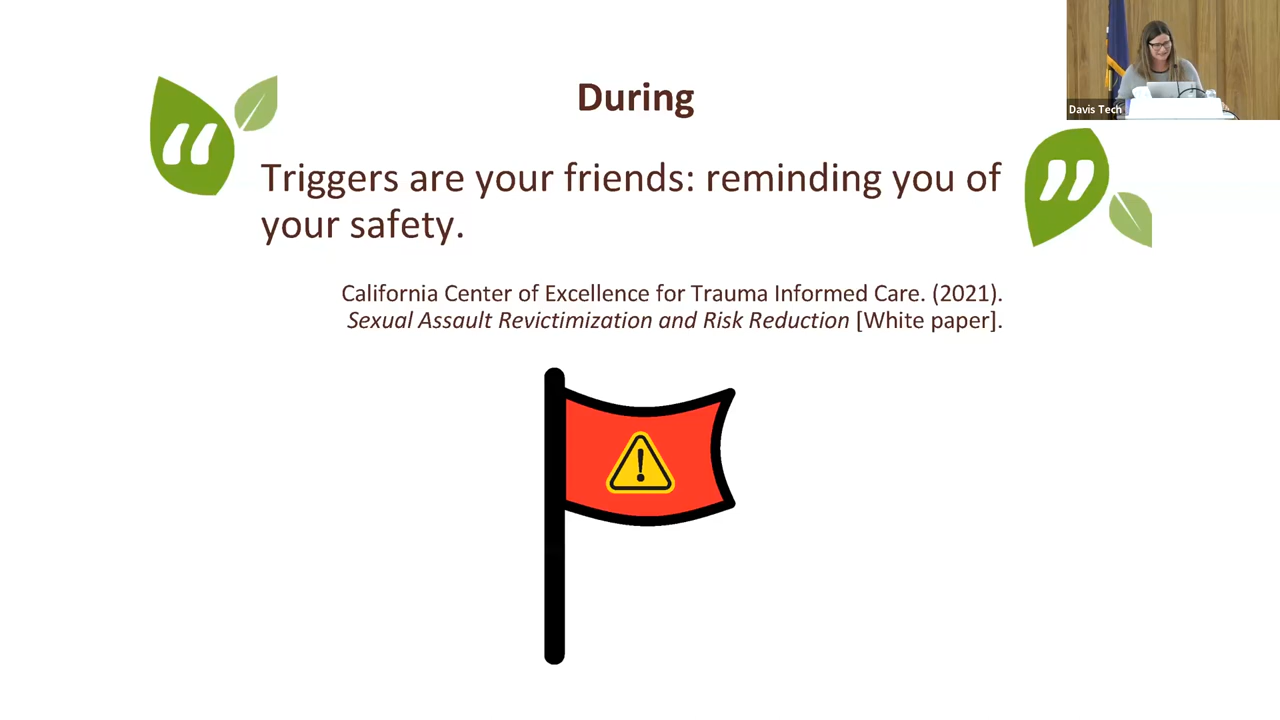 During
Triggers are your friends: reminding you of
your safety.
California Center of Excellence for Trauma Informed Care. (2021).
Sexual Assault Revictimization and Risk Reduction [White paper].
Davis Tech